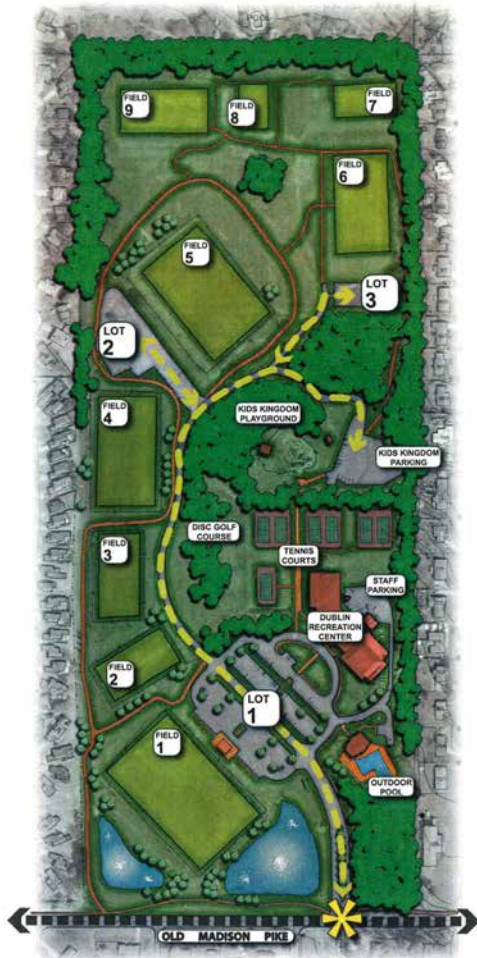 FIELD
9
FIELD
8
FIELD
7
FIELD
6
FIELD
5
LOT
3
LOT
2
FIELD
4
KIDS KINGDOM
PLAYGROUND
KIDS KINGDOM
PARKING
DISC GOLF
COURSE
TENNIS
COURTS
FIELD
3
STAFF
PARKING
DUBLIN
RECREATION
CENTER
FIELD
2
LOT
1
FIELD
1
OUTDOOR
POOL
OLD MADISON PIKE